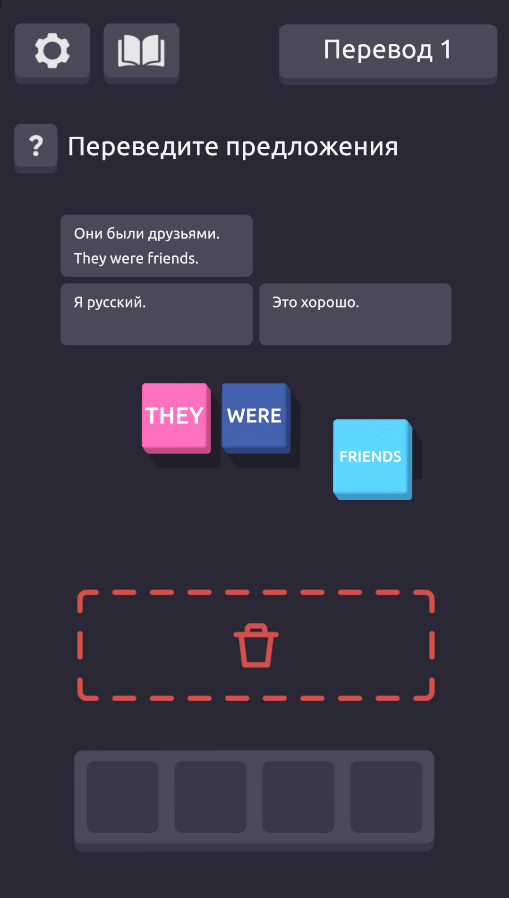 Перевод 1
? Переведите предложения
Они были друзьями.
They were friends.
Я русский.
Это хорошо.
THEY
WERE
FRIENDS